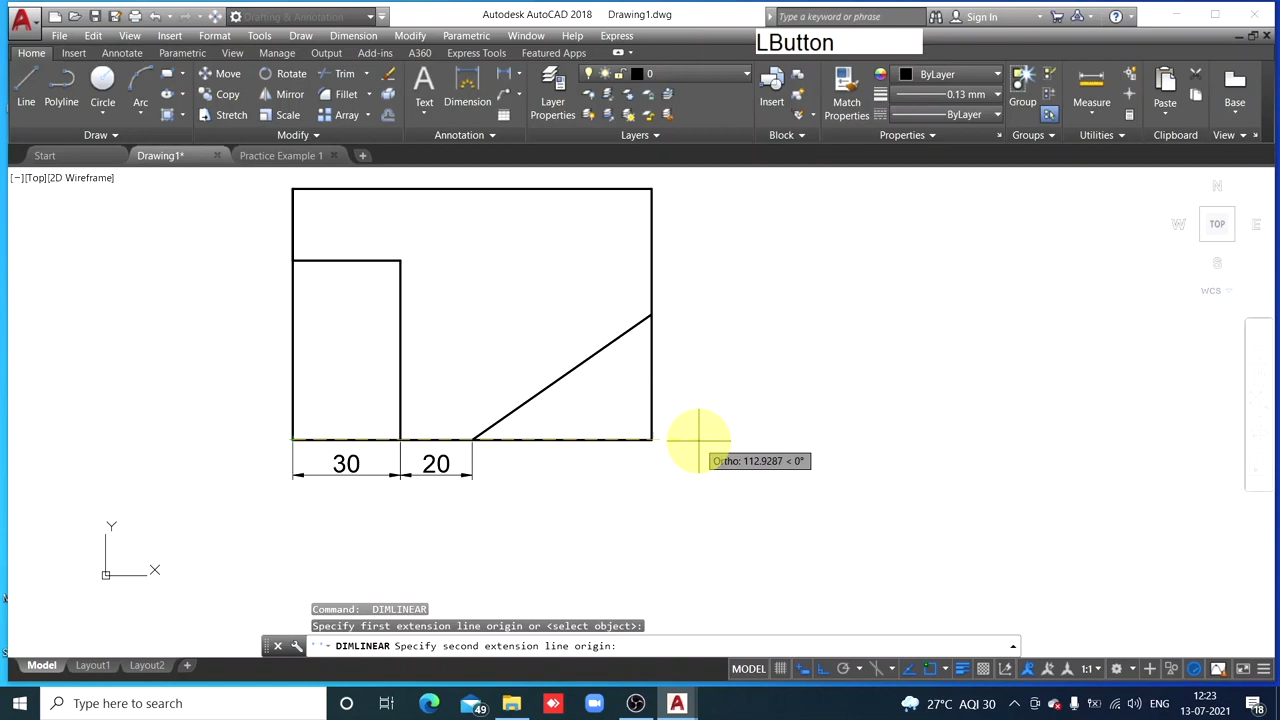 Drafting & Annotation
Autodesk AutoCAD 2018 Drawing1.dwg
Type a keyword or phrase
Sign In
File Edit View Insert Format Tools Draw Dimension Modify Parametric Window Help Express
LButton
Home Insert Annotate Parametric View Manage Output Add-ins A360 Express Tools Featured Apps
Line Polyline Circle Arc
Move Rotate Trim
Copy Mirror Fillet
Stretch Scale Array
Text Dimension
Layer Properties
0
Insert
Match Properties
ByLayer
0.13 mm
ByLayer
Group
Measure
Paste
Base
Draw Modify Annotation Layers Block Properties Groups Utilities Clipboard View
Start Drawing1* Practice Example 1
[−][Top][2D Wireframe]
N
W TOP E
S
WCS
Ortho: 112.9287 < 0°
30 20
Y
X
Command: DIMLINEAR
Specify first extension line origin or <select object>:
DIMLINEAR Specify second extension line origin:
Model Layout1 Layout2
MODEL 1:1
Type here to search
49
27°C AQI 30
ENG
12:23
13-07-2021
18